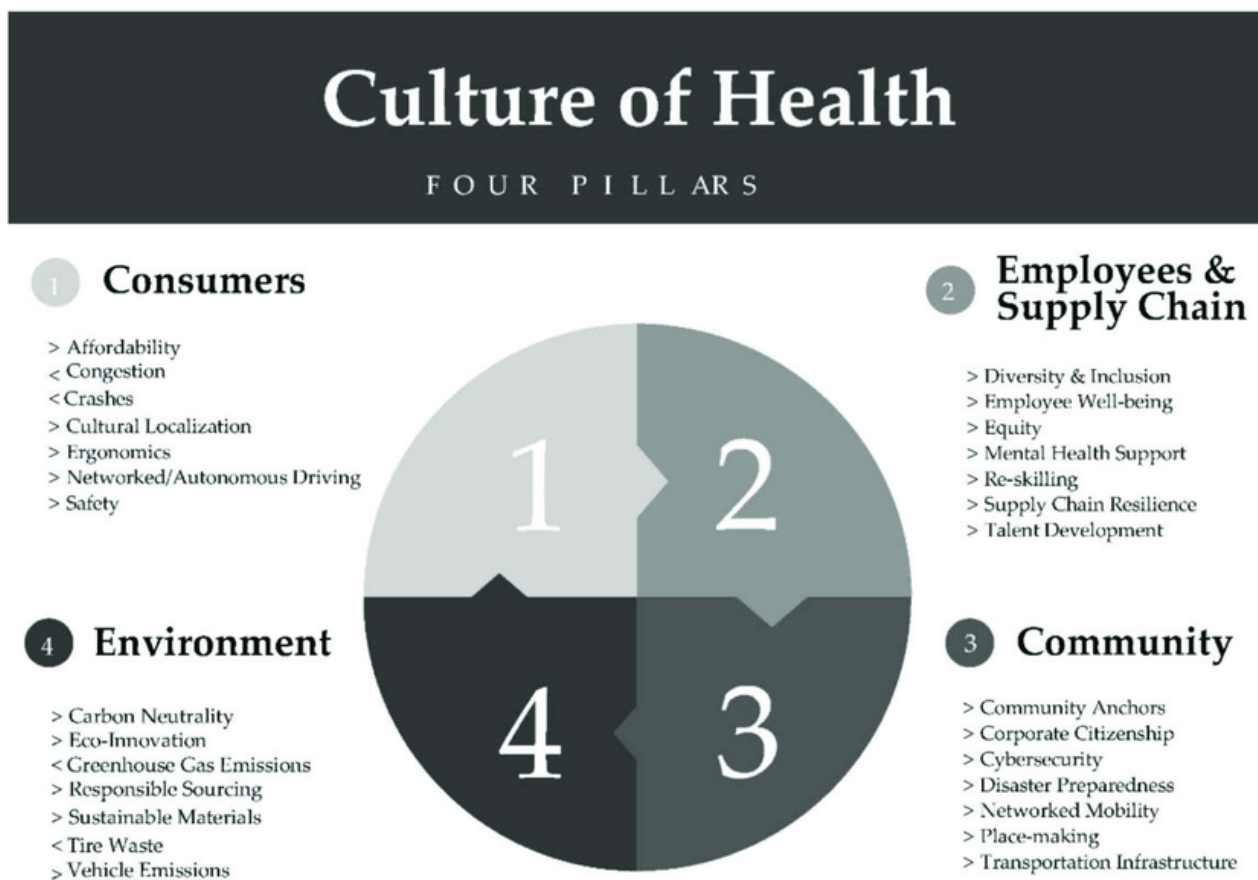 Culture of Health
FOUR PILLARS
1 Consumers
> Affordability
< Congestion
< Crashes
> Cultural Localization
> Ergonomics
> Networked/Autonomous Driving
> Safety
2 Employees &
Supply Chain
> Diversity & Inclusion
> Employee Well-being
> Equity
> Mental Health Support
> Re-skilling
> Supply Chain Resilience
> Talent Development
1
2
4
3
4 Environment
> Carbon Neutrality
> Eco-Innovation
< Greenhouse Gas Emissions
> Responsible Sourcing
> Sustainable Materials
< Tire Waste
> Vehicle Emissions
3 Community
> Community Anchors
> Corporate Citizenship
> Cybersecurity
> Disaster Preparedness
> Networked Mobility
> Place-making
> Transportation Infrastructure